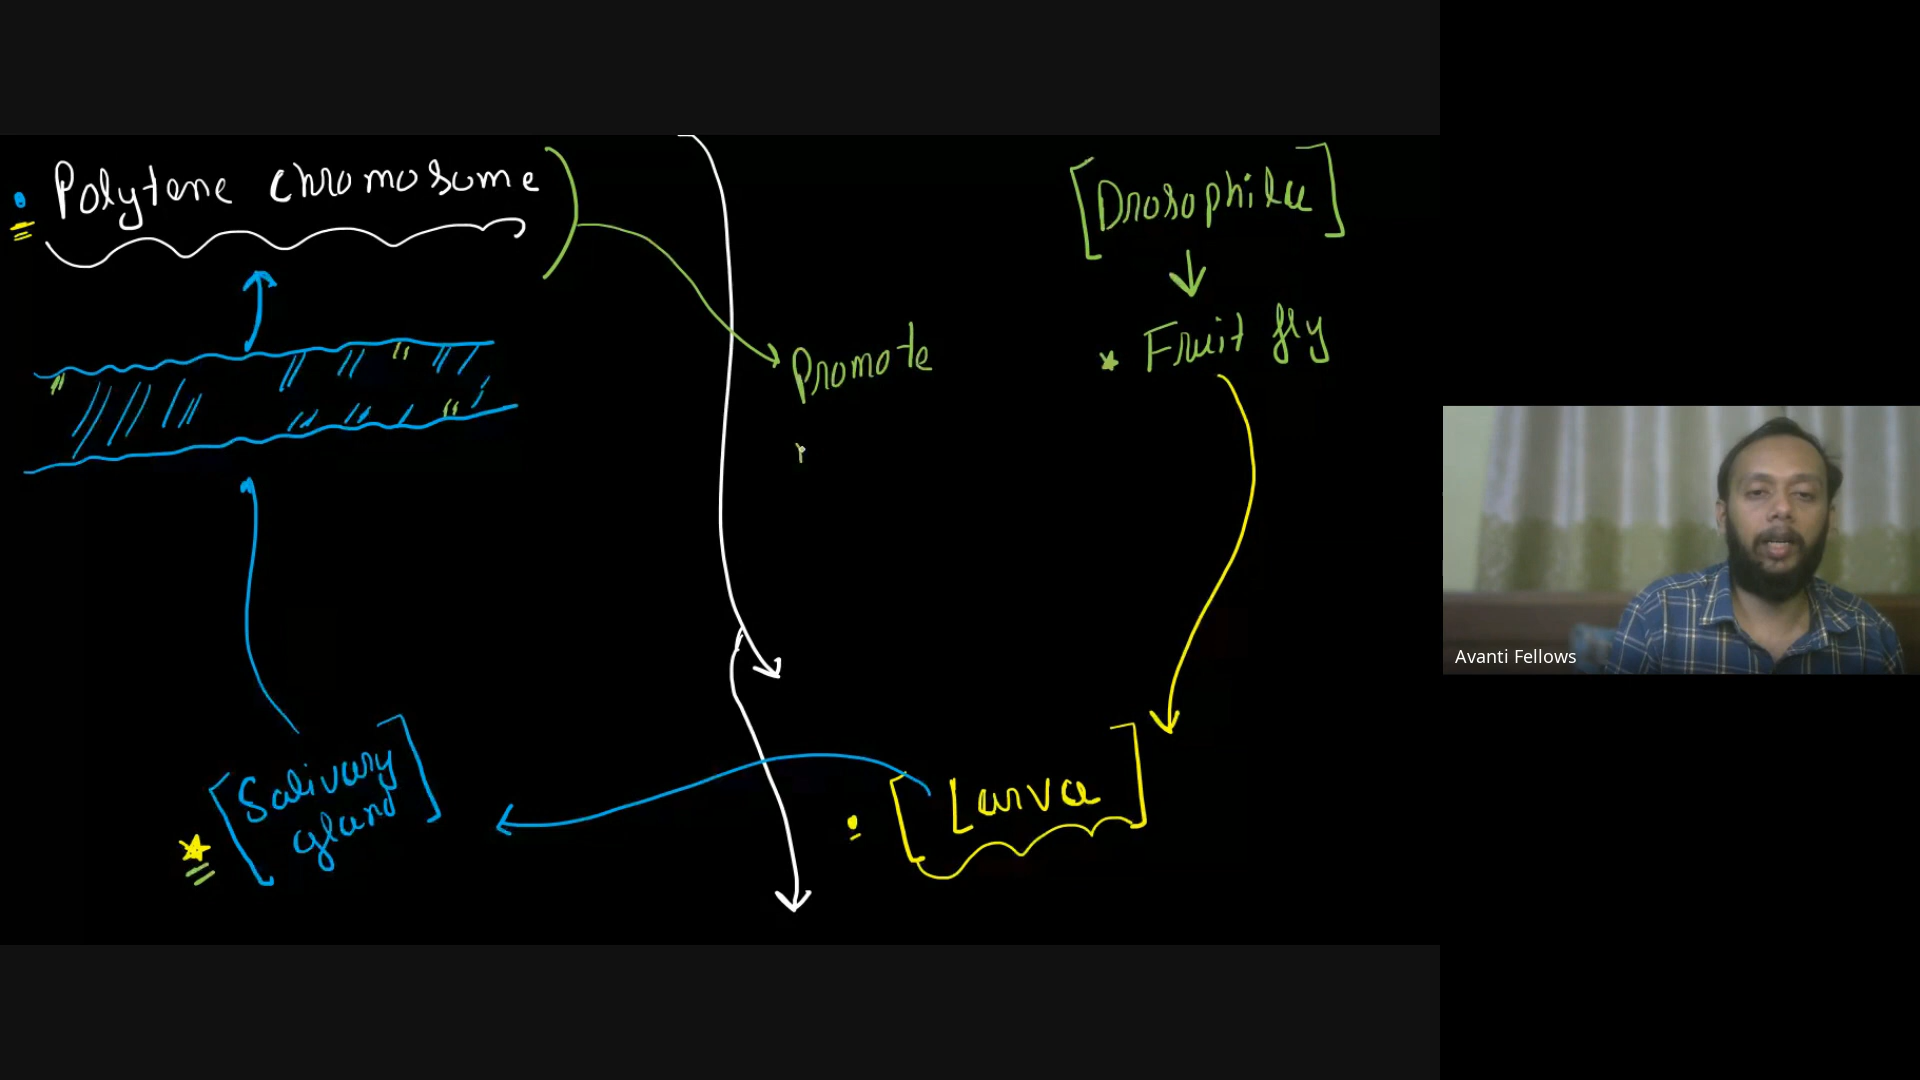 Polytene chromosome
[Drosophila]
Promote
* Fruit fly
[Salivary
gland]
[Larva]
Avanti Fellows